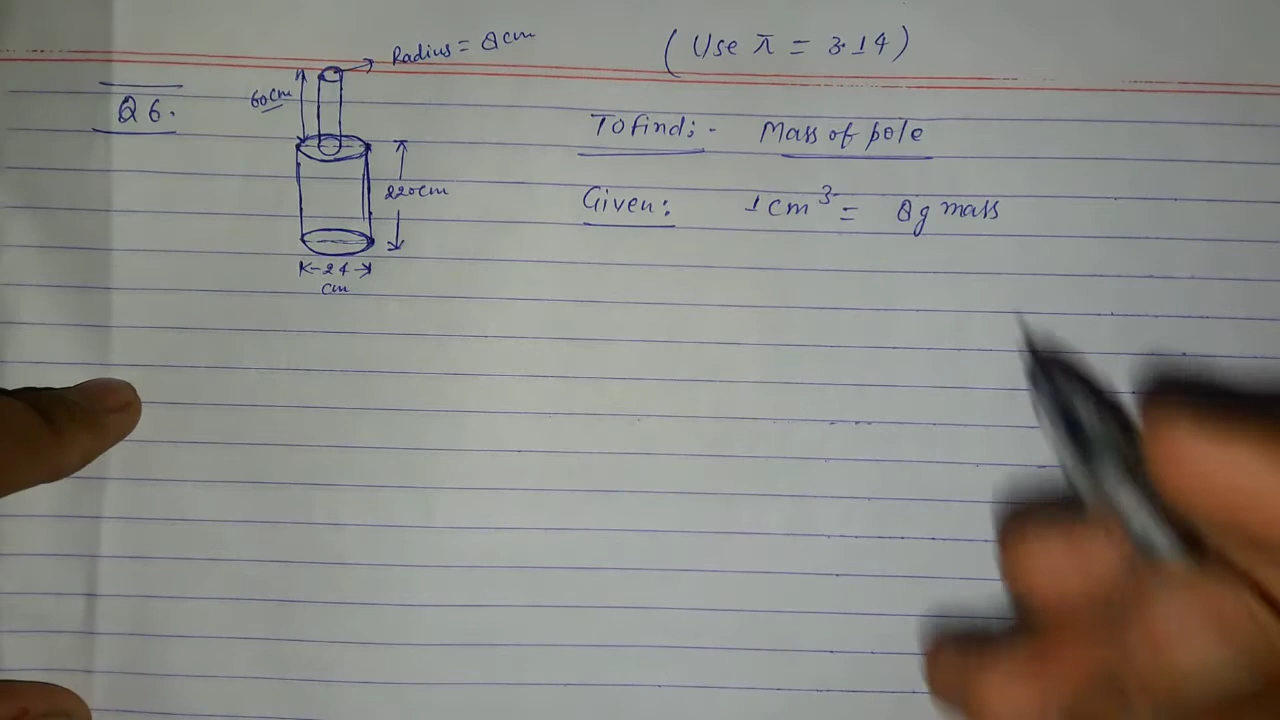 Radius = 8cm
(Use π = 3.14)
Q6.
60cm
To find:- Mass of pole
220cm
Given: 1cm³ = 8g mass
K-24→
cm